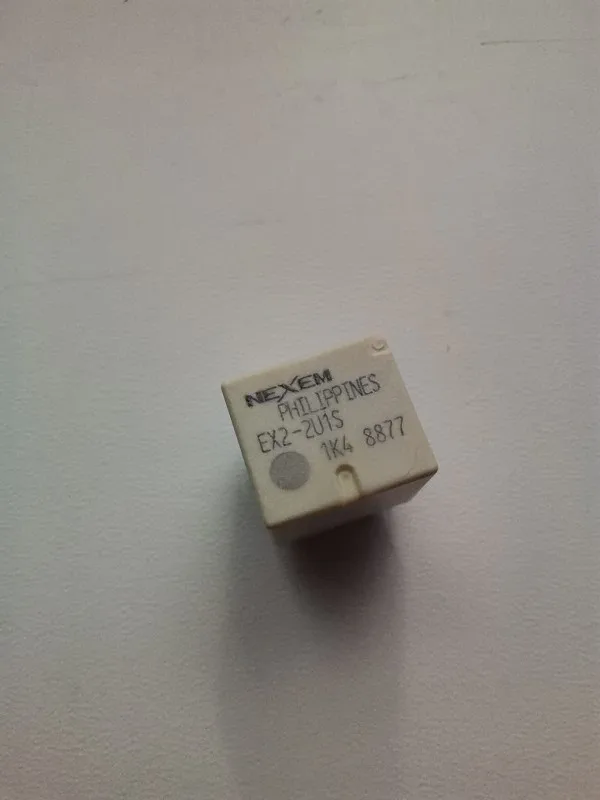 NEXEM
PHILIPPINES
EX2-2U1S
1K4 8877